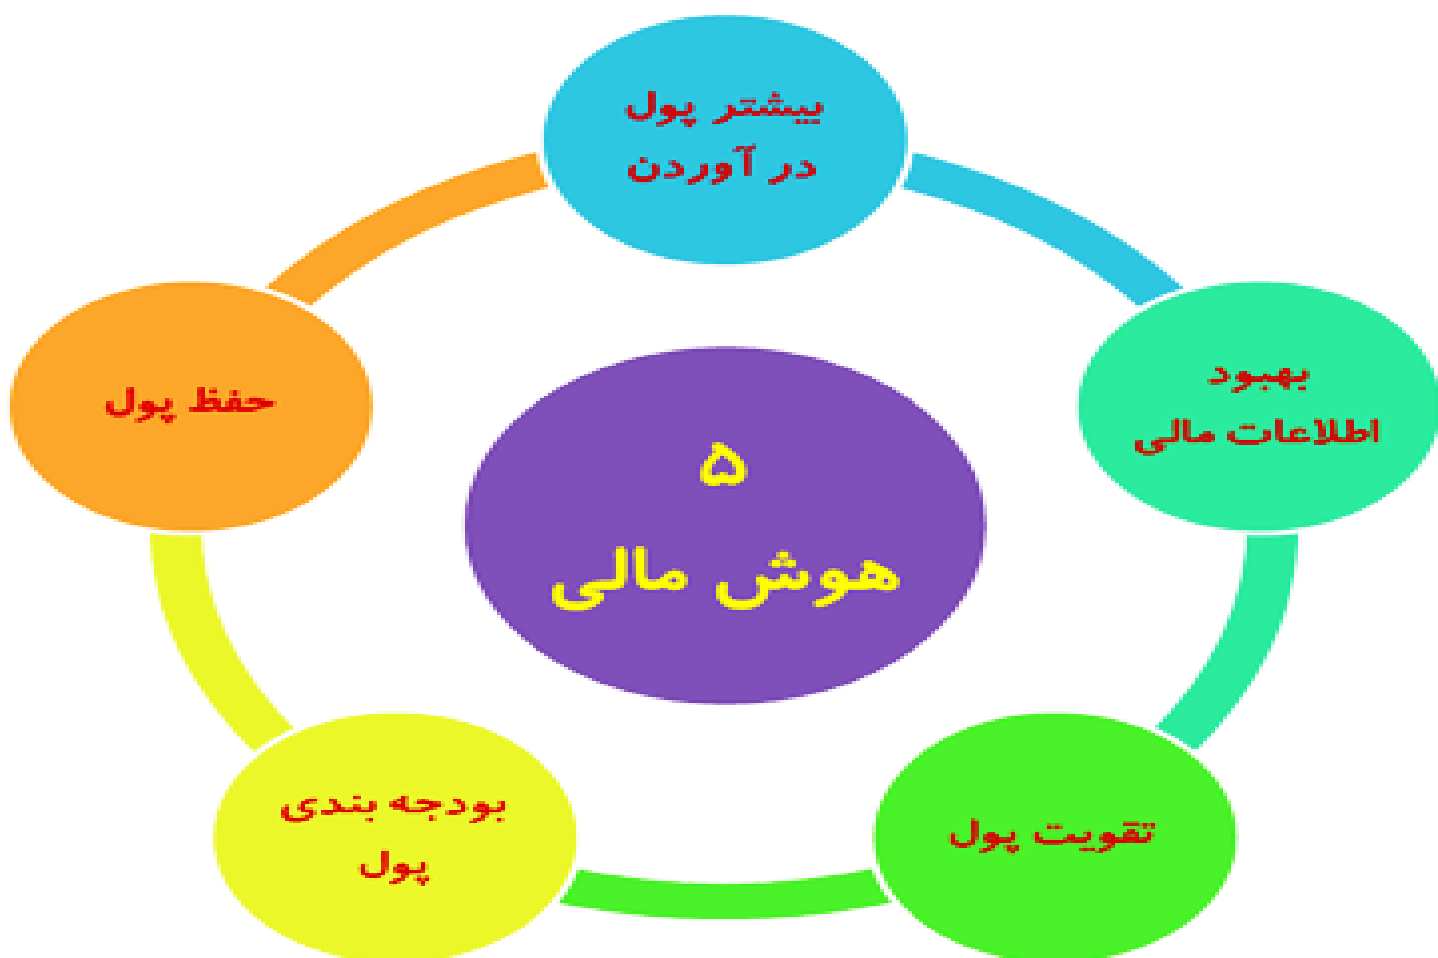 بیشتر پول
در آوردن
بهبود
اطلاعات مالی
حفظ پول
۵
هوش مالی
بودجه بندی
پول
تقویت پول